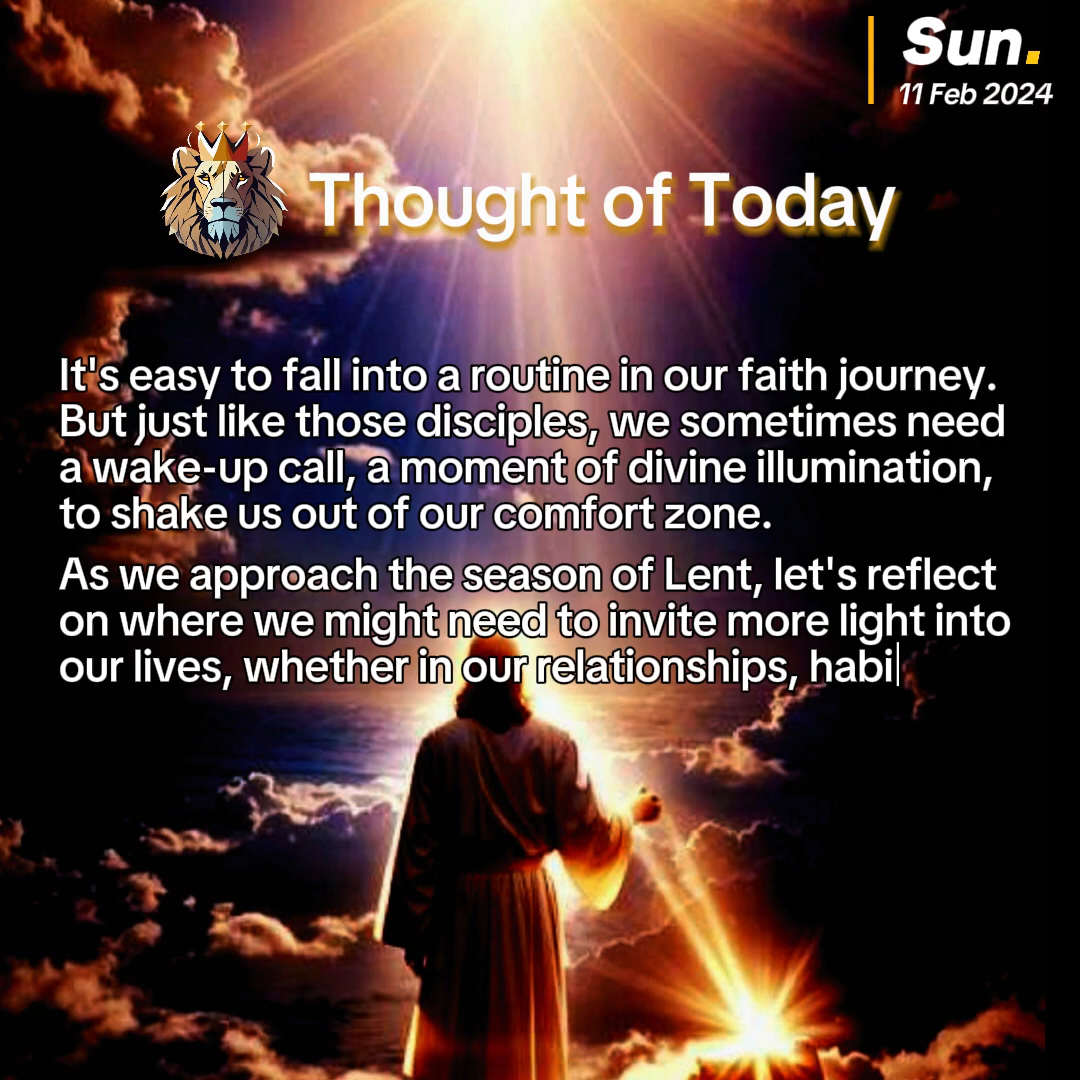 Sun.
11 Feb 2024
Thought of Today
It's easy to fall into a routine in our faith journey.
But just like those disciples, we sometimes need
a wake-up call, a moment of divine illumination,
to shake us out of our comfort zone.
As we approach the season of Lent, let's reflect
on where we might need to invite more light into
our lives, whether in our relationships, habi